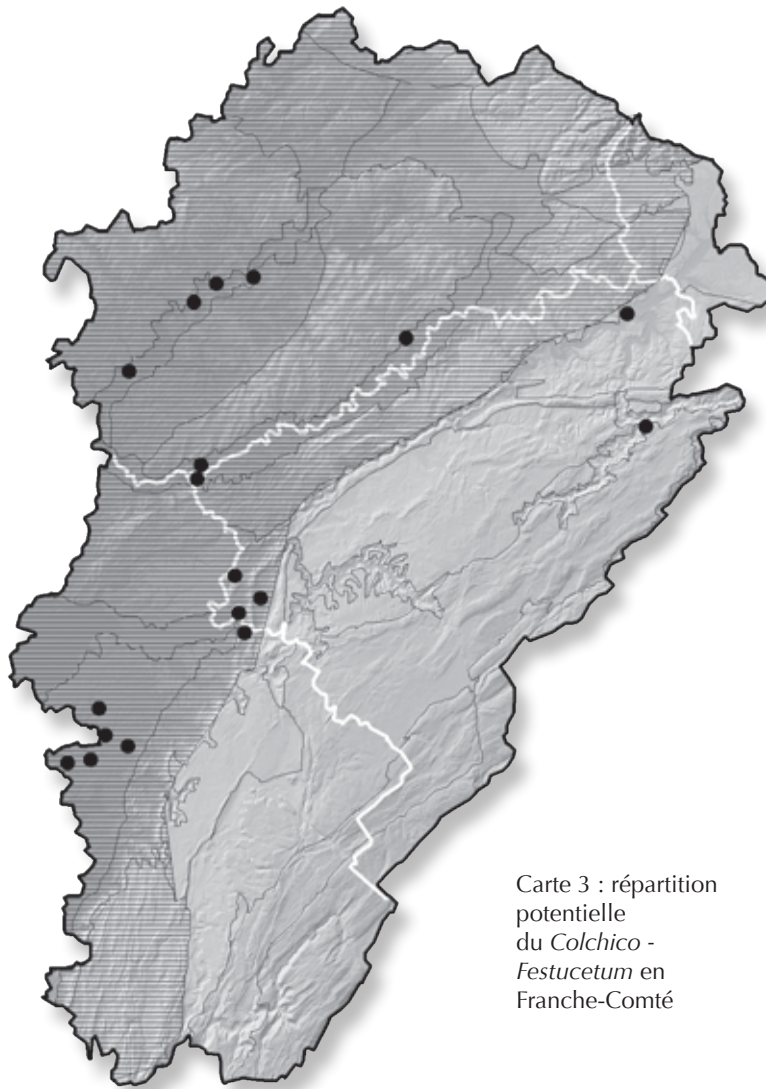 Carte 3 : répartition
potentielle
du Colchico -
Festucetum en
Franche-Comté